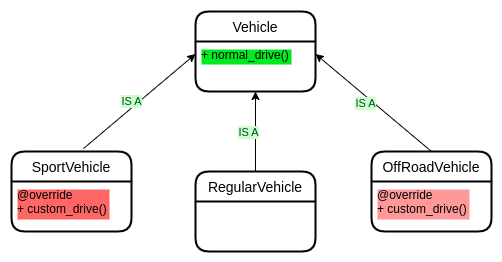 Vehicle
+ normal_drive()
IS A
IS A
IS A
SportVehicle
@override
+ custom_drive()
RegularVehicle
OffRoadVehicle
@override
+ custom_drive()